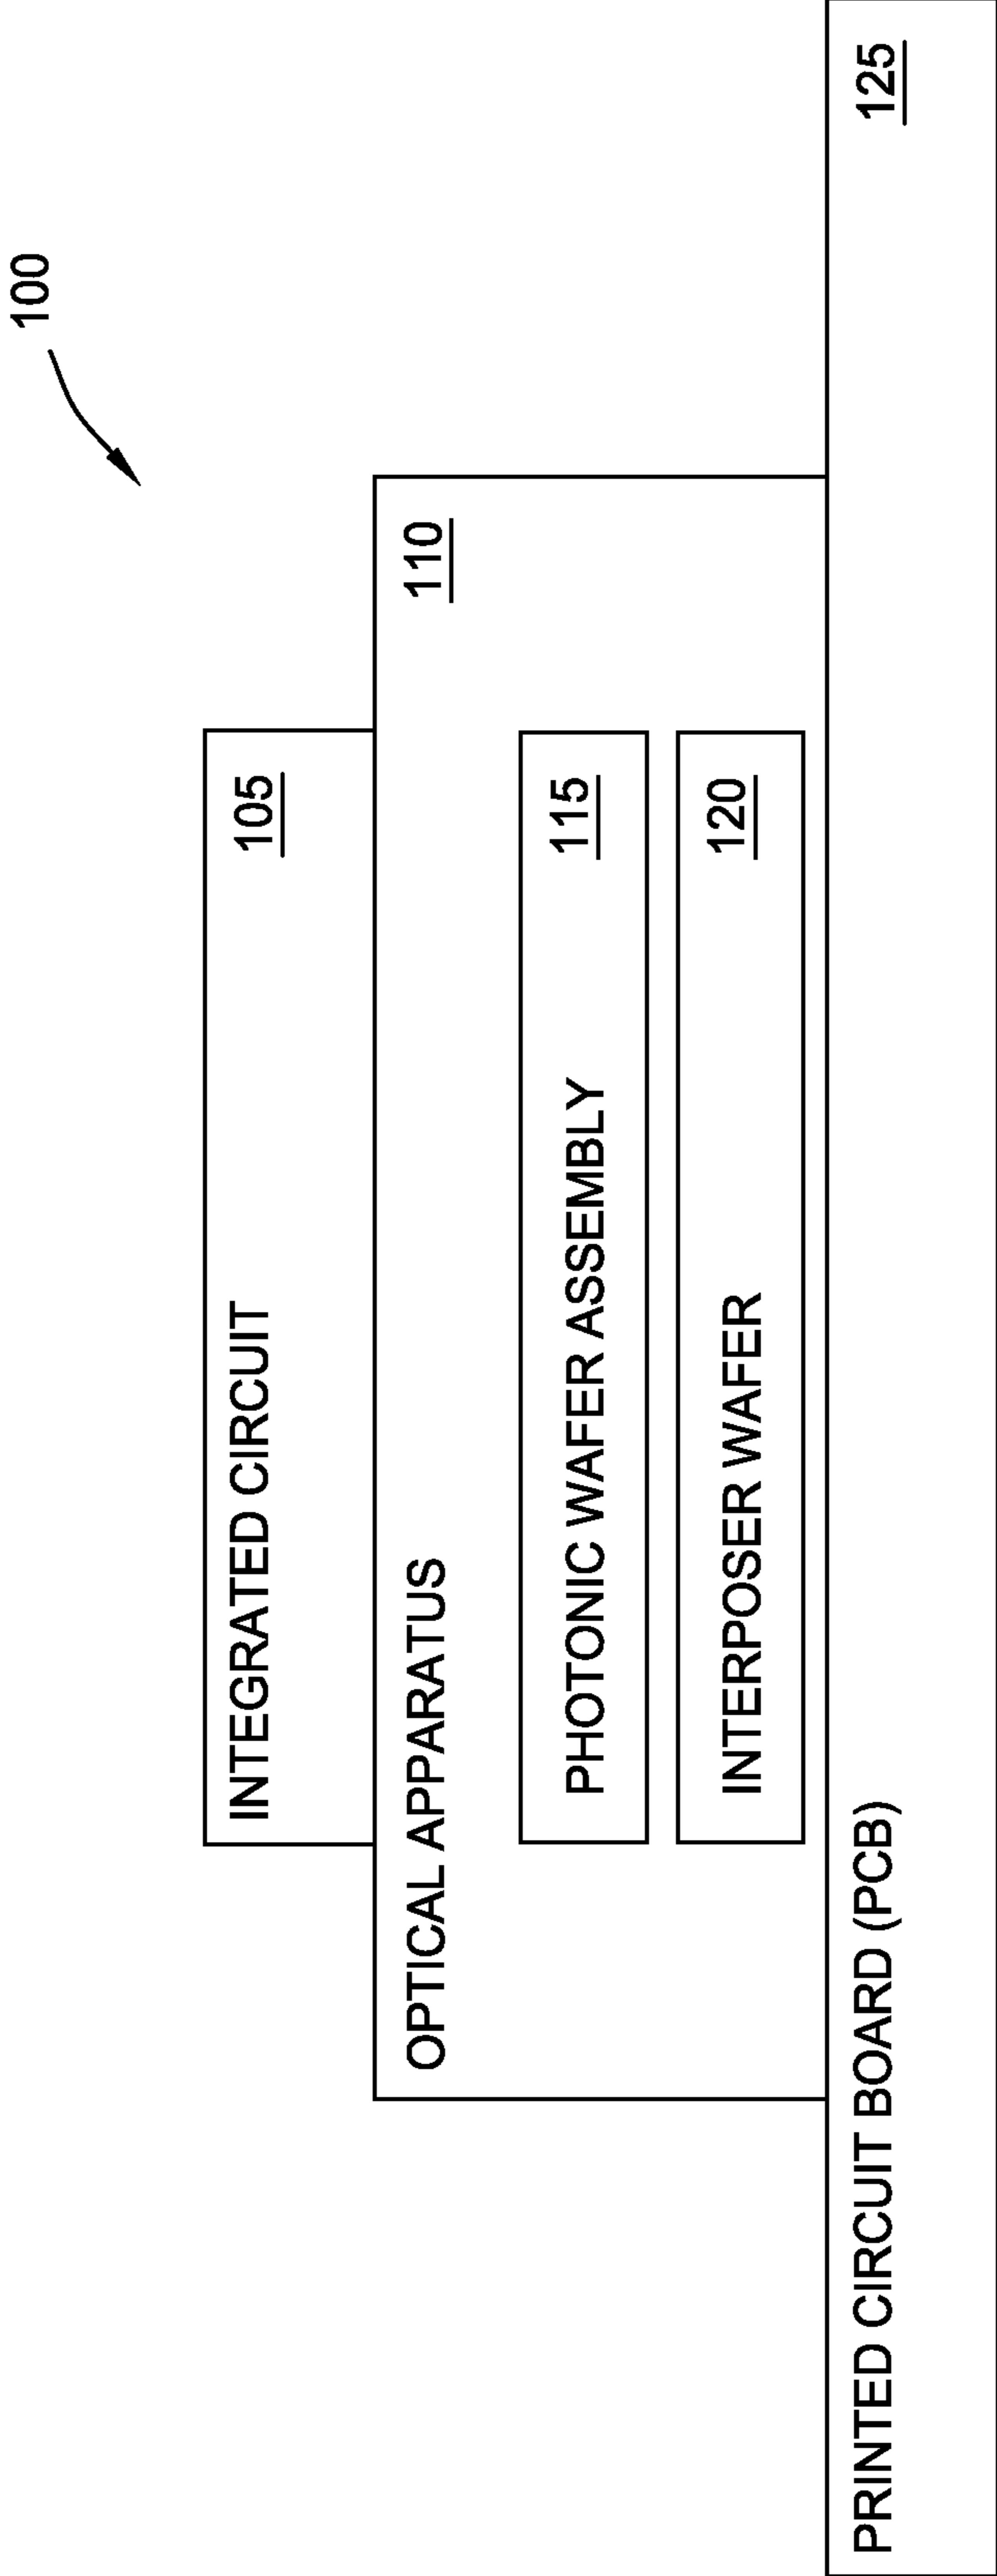 100
INTEGRATED CIRCUIT 105
OPTICAL APPARATUS 110
PHOTONIC WAFER ASSEMBLY 115
INTERPOSER WAFER 120
PRINTED CIRCUIT BOARD (PCB) 125